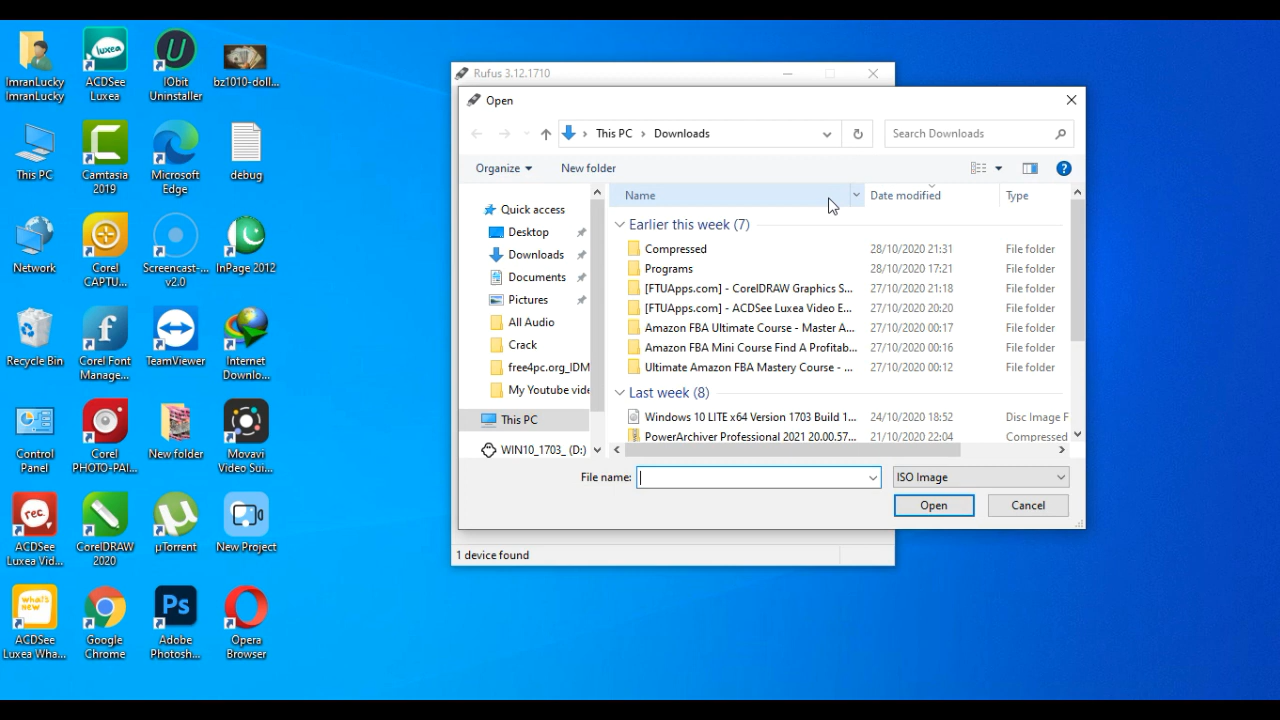 ImranLucky
ImranLucky
ACDSee
Luxea
IObit
Uninstaller
bz1010-doll...
This PC
Camtasia
2019
Microsoft
Edge
debug
Network
Corel
CAPTU...
Screencast-...
v2.0
InPage 2012
Recycle Bin
Corel Font
Manage...
TeamViewer
Internet
Downlo...
Control
Panel
Corel
PHOTO-PAI...
New folder
Movavi
Video Sui...
rec.
ACDSee
Luxea Vid...
CorelDRAW
2020
µTorrent
New Project
what's
new
ACDSee
Luxea Wha...
Google
Chrome
Ps
Adobe
Photosh...
Opera
Browser
luxea
Rufus 3.12.1710
Open
This PC › Downloads
Search Downloads
Organize
New folder
Quick access
Desktop
Downloads
Documents
Pictures
All Audio
Crack
free4pc.org_IDM
My Youtube vide
This PC
WIN10_1703_ (D:)
Name Date modified Type
Earlier this week (7)
Compressed 28/10/2020 21:31 File folder
Programs 28/10/2020 17:21 File folder
[FTUApps.com] - CorelDRAW Graphics S... 27/10/2020 21:18 File folder
[FTUApps.com] - ACDSee Luxea Video E... 27/10/2020 20:20 File folder
Amazon FBA Ultimate Course - Master A... 27/10/2020 00:17 File folder
Amazon FBA Mini Course Find A Profitab... 27/10/2020 00:16 File folder
Ultimate Amazon FBA Mastery Course - ... 27/10/2020 00:12 File folder
Last week (8)
Windows 10 LITE x64 Version 1703 Build 1... 24/10/2020 18:52 Disc Image F
PowerArchiver Professional 2021 20.00.57... 21/10/2020 22:04 Compressed
File name:
ISO Image
Open
Cancel
1 device found